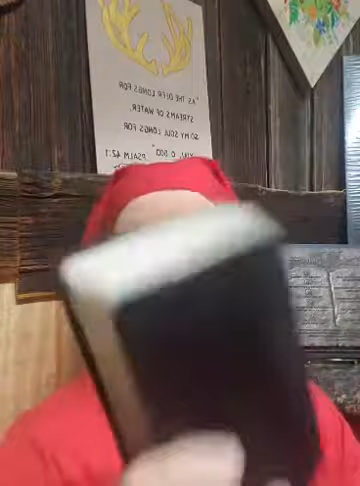 "AS THE DEER LONGS FOR
STREAMS OF WATER,
SO MY SOUL LONGS FOR
YOU, O GOD"
PSALM 42:1